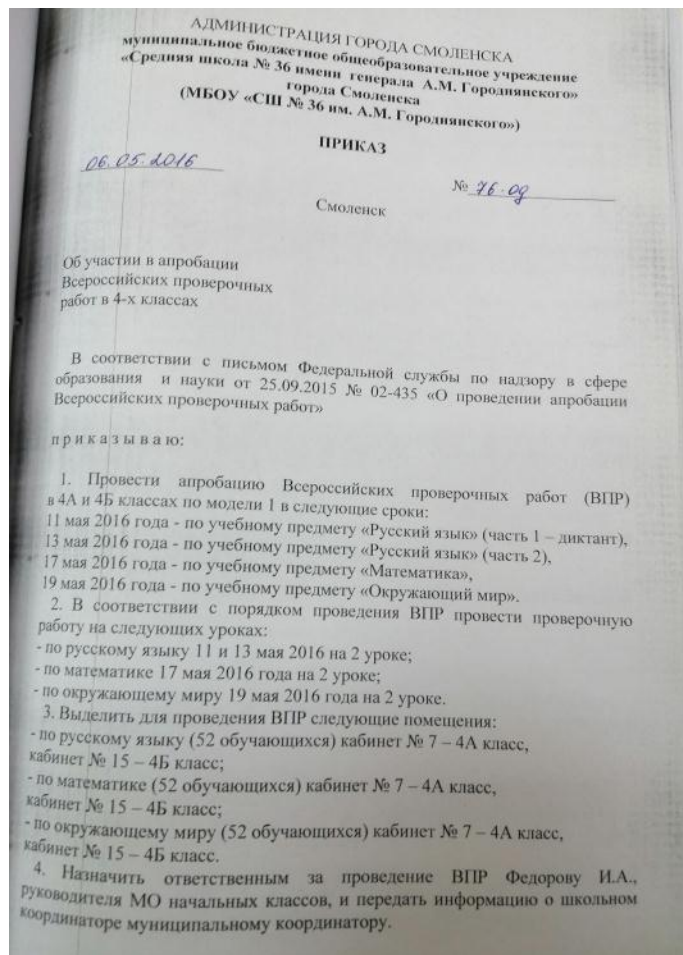 АДМИНИСТРАЦИЯ ГОРОДА СМОЛЕНСКА
муниципальное бюджетное общеобразовательное учреждение
«Средняя школа № 36 имени генерала А.М. Городнянского»
города Смоленска
(МБОУ «СШ № 36 им. А.М. Городнянского»)
ПРИКАЗ
06.05.2016
№ 76-од
Смоленск
Об участии в апробации
Всероссийских проверочных
работ в 4-х классах
В соответствии с письмом Федеральной службы по надзору в сфере
образования и науки от 25.09.2015 № 02-435 «О проведении апробации
Всероссийских проверочных работ»
п р и к а з ы в а ю:
1. Провести апробацию Всероссийских проверочных работ (ВПР)
в 4А и 4Б классах по модели 1 в следующие сроки:
11 мая 2016 года - по учебному предмету «Русский язык» (часть 1 – диктант),
13 мая 2016 года - по учебному предмету «Русский язык» (часть 2),
17 мая 2016 года - по учебному предмету «Математика»,
19 мая 2016 года - по учебному предмету «Окружающий мир».
2. В соответствии с порядком проведения ВПР провести проверочную
работу на следующих уроках:
- по русскому языку 11 и 13 мая 2016 на 2 уроке;
- по математике 17 мая 2016 года на 2 уроке;
- по окружающему миру 19 мая 2016 года на 2 уроке.
3. Выделить для проведения ВПР следующие помещения:
- по русскому языку (52 обучающихся) кабинет № 7 – 4А класс,
кабинет № 15 – 4Б класс;
- по математике (52 обучающихся) кабинет № 7 – 4А класс,
кабинет № 15 – 4Б класс;
- по окружающему миру (52 обучающихся) кабинет № 7 – 4А класс,
кабинет № 15 – 4Б класс.
4. Назначить ответственным за проведение ВПР Федорову И.А.,
руководителя МО начальных классов, и передать информацию о школьном
координаторе муниципальному координатору.